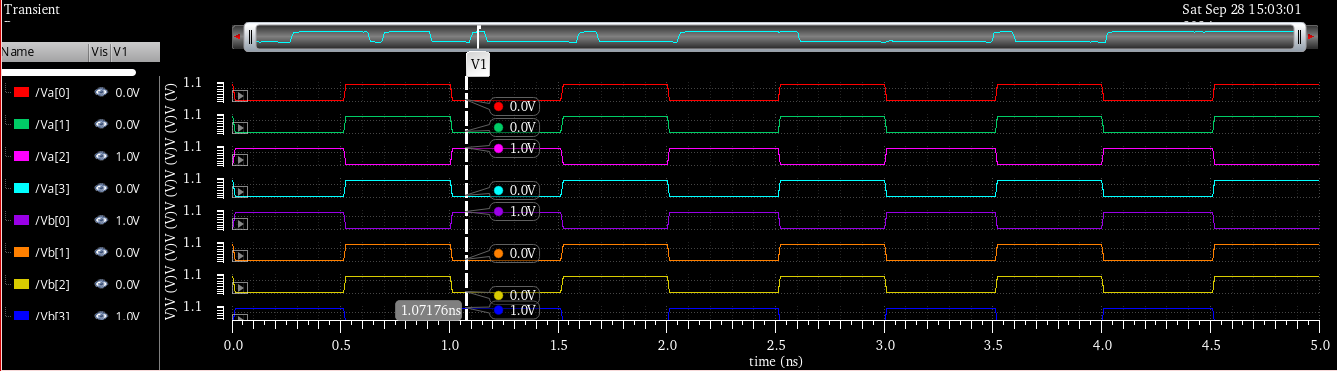 Transient
Sat Sep 28 15:03:01
Name Vis V1
V1
/Va[0] 0.0V
/Va[1] 0.0V
/Va[2] 1.0V
/Va[3] 0.0V
/Vb[0] 1.0V
/Vb[1] 0.0V
/Vb[2] 0.0V
/Vb[3] 1.0V
1.1 V (V)
1.1 V (V)
1.1 V (V)
1.1 V (V)
1.1 V (V)
1.1 V (V)
1.1 V (V)
1.1 V)
0.0V
0.0V
1.0V
0.0V
1.0V
0.0V
0.0V
1.0V
1.07176ns
0.0 0.5 1.0 1.5 2.0 2.5 3.0 3.5 4.0 4.5 5.0
time (ns)